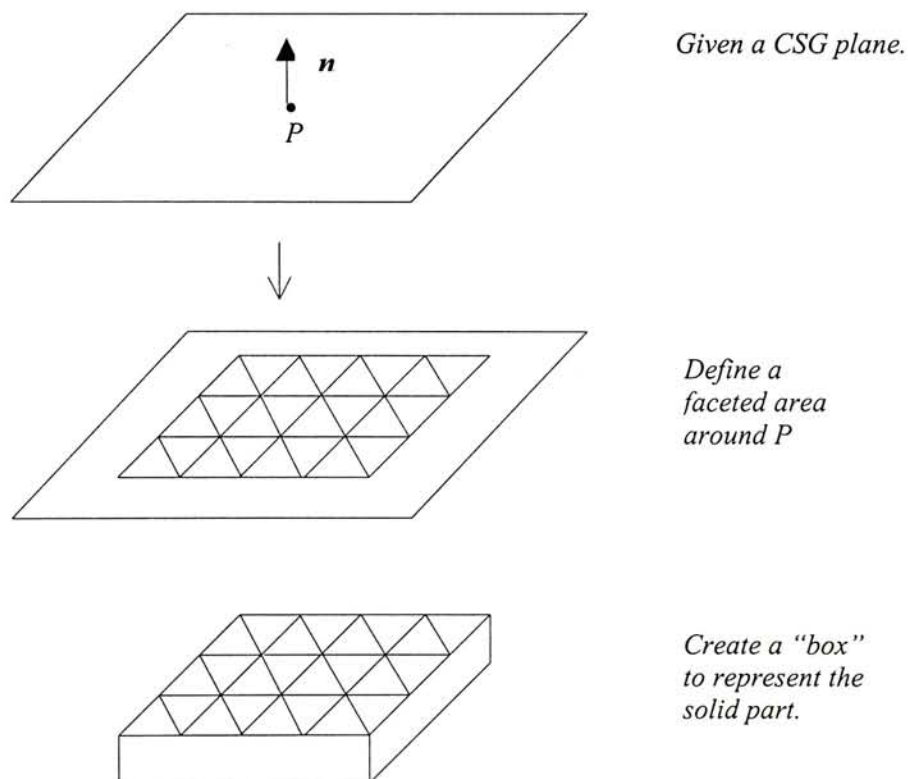 Given a CSG plane.
n
P
Define a
faceted area
around P
Create a “box”
to represent the
solid part.